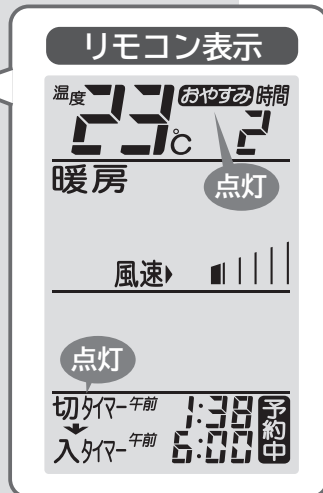 リモコン表示
温度 23℃ おやすみ 時間 2
点灯
暖房
風速
点灯
切タイマー 午前 1:38 予約中
入タイマー 午前 6:00